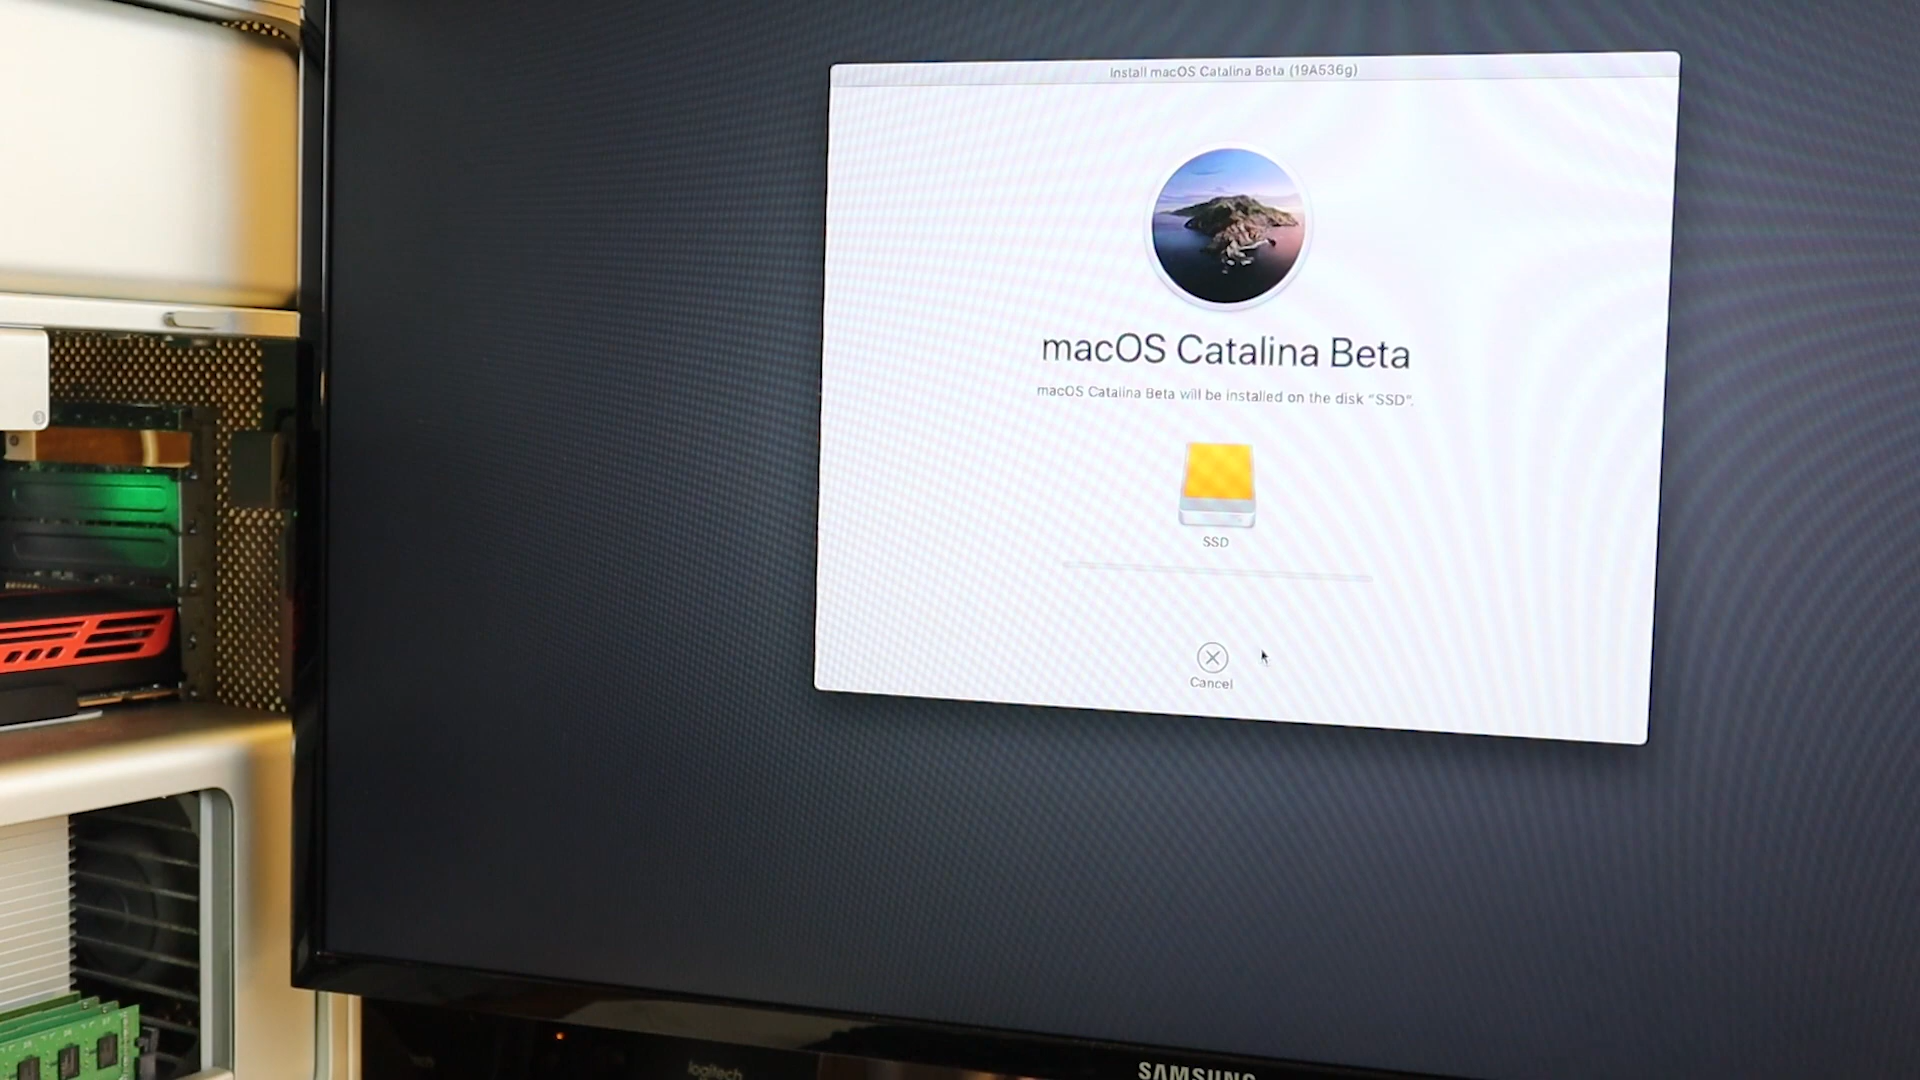 Install macOS Catalina Beta (19A536g)
macOS Catalina Beta
macOS Catalina Beta will be installed on the disk "SSD".
SSD
Cancel
logitech
SAMSUNG